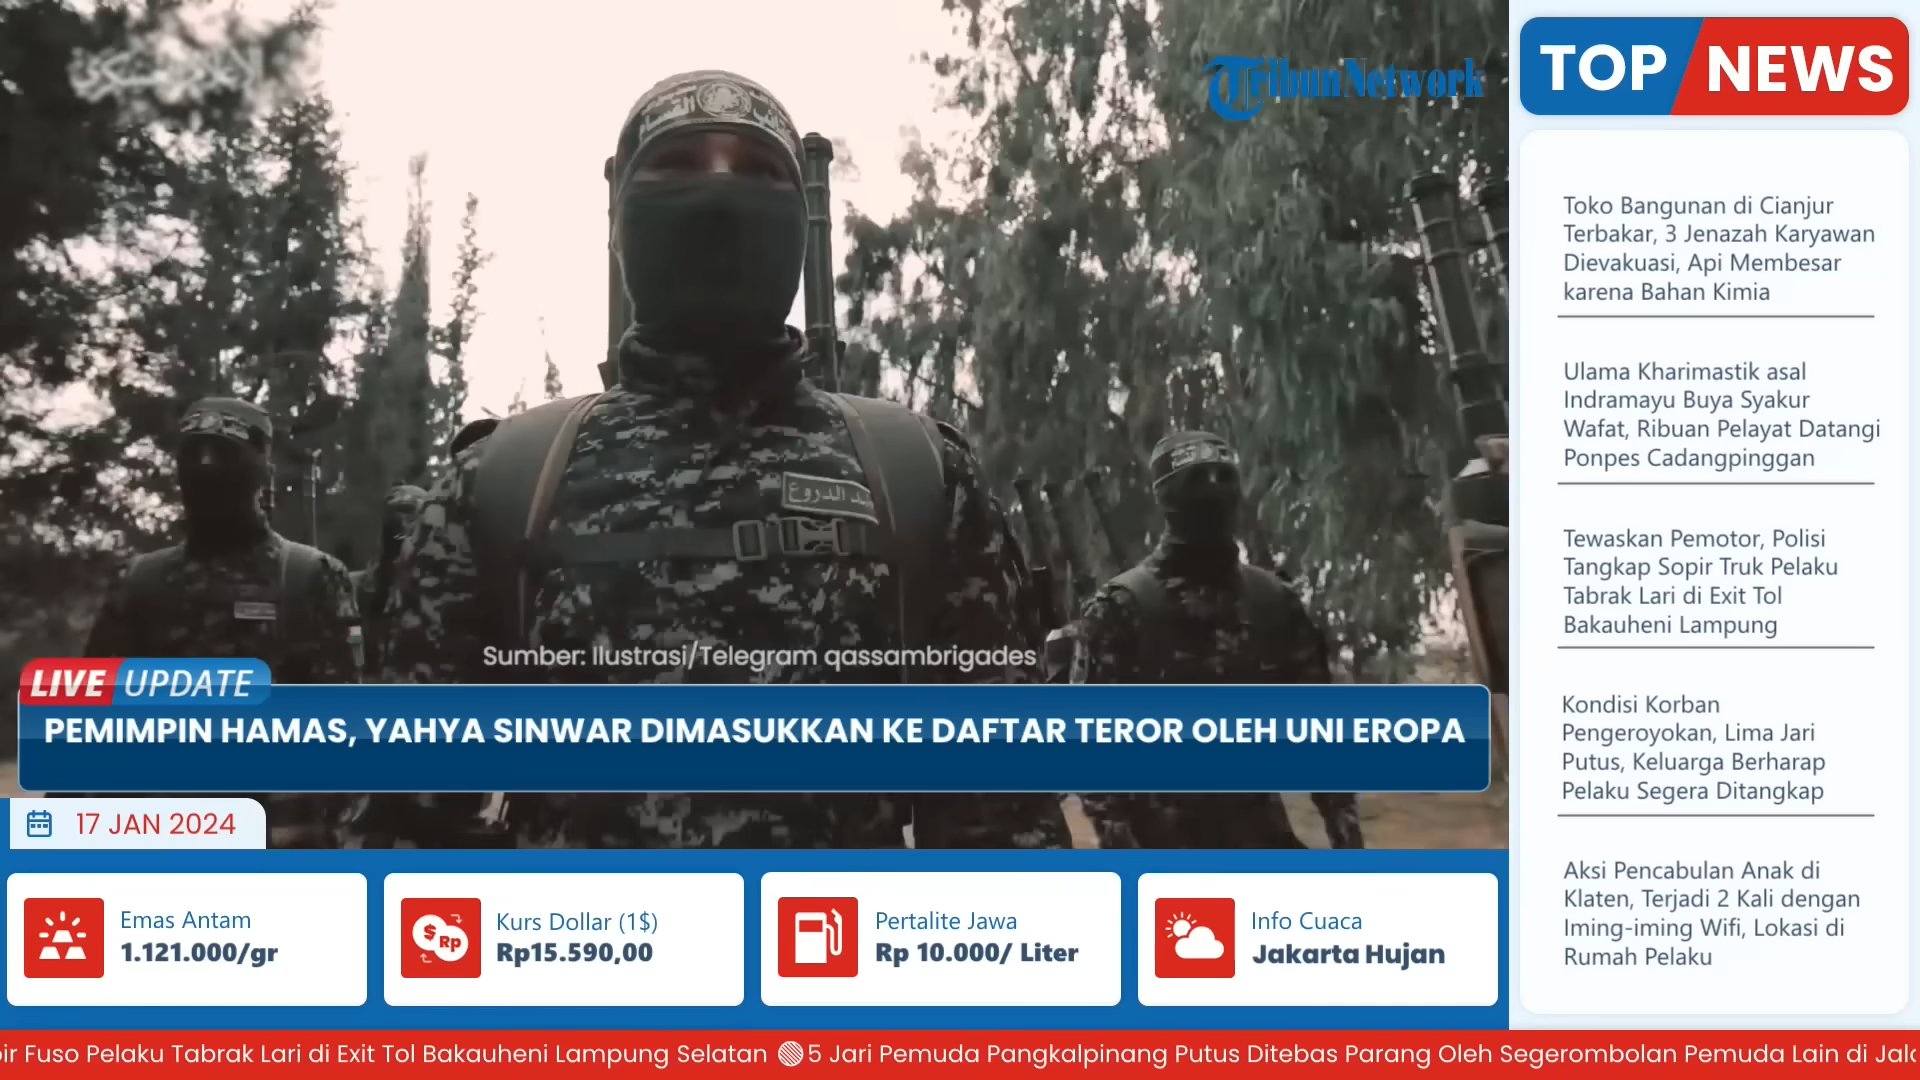 TribunNetwork
TOP NEWS
كتائب القسام
Sumber: Ilustrasi/Telegram qassambrigades
LIVE UPDATE
PEMIMPIN HAMAS, YAHYA SINWAR DIMASUKKAN KE DAFTAR TEROR OLEH UNI EROPA
17 JAN 2024
Emas Antam
1.121.000/gr
Kurs Dollar (1$)
Rp15.590,00
Pertalite Jawa
Rp 10.000/ Liter
Info Cuaca
Jakarta Hujan
Toko Bangunan di Cianjur
Terbakar, 3 Jenazah Karyawan
Dievakuasi, Api Membesar
karena Bahan Kimia
Ulama Kharimastik asal
Indramayu Buya Syakur
Wafat, Ribuan Pelayat Datangi
Ponpes Cadangpinggan
Tewaskan Pemotor, Polisi
Tangkap Sopir Truk Pelaku
Tabrak Lari di Exit Tol
Bakauheni Lampung
Kondisi Korban
Pengeroyokan, Lima Jari
Putus, Keluarga Berharap
Pelaku Segera Ditangkap
Aksi Pencabulan Anak di
Klaten, Terjadi 2 Kali dengan
Iming-iming Wifi, Lokasi di
Rumah Pelaku
ir Fuso Pelaku Tabrak Lari di Exit Tol Bakauheni Lampung Selatan 5 Jari Pemuda Pangkalpinang Putus Ditebas Parang Oleh Segerombolan Pemuda Lain di